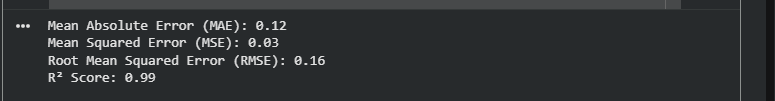 Mean Absolute Error (MAE): 0.12
Mean Squared Error (MSE): 0.03
Root Mean Squared Error (RMSE): 0.16
R² Score: 0.99